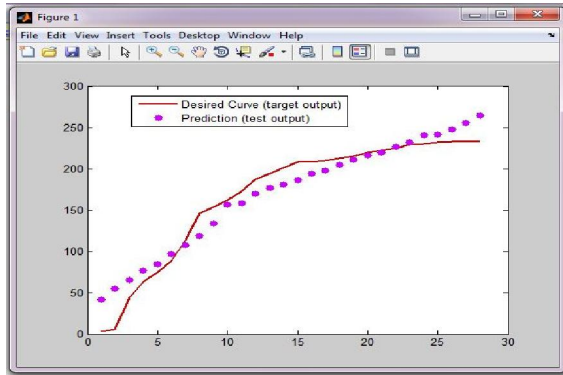 Figure 1
File Edit View Insert Tools Desktop Window Help
Desired Curve (target output)
Prediction (test output)
300
250
200
150
100
50
0
0 5 10 15 20 25 30